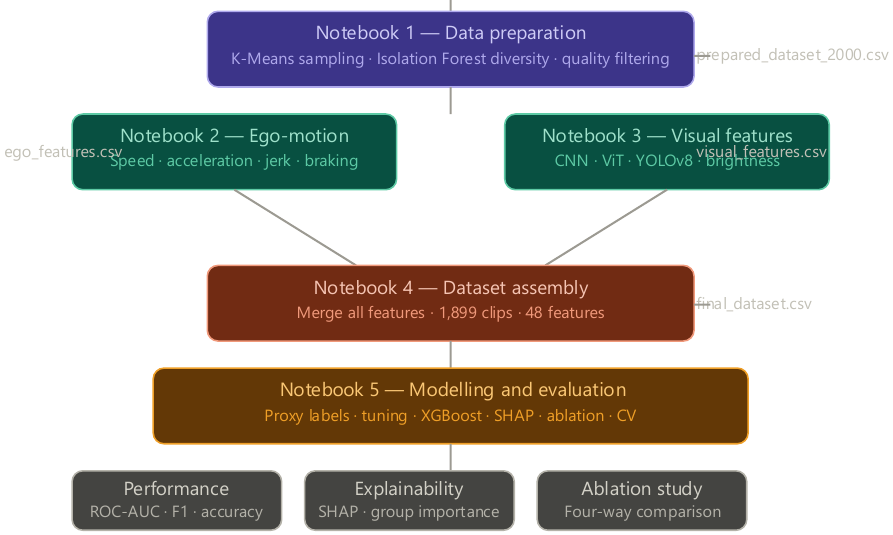 Notebook 1 — Data preparation
K-Means sampling · Isolation Forest diversity · quality filtering
prepared_dataset_2000.csv
Notebook 2 — Ego-motion
Speed · acceleration · jerk · braking
ego_features.csv
Notebook 3 — Visual features
CNN · ViT · YOLOv8 · brightness
visual_features.csv
Notebook 4 — Dataset assembly
Merge all features · 1,899 clips · 48 features
final_dataset.csv
Notebook 5 — Modelling and evaluation
Proxy labels · tuning · XGBoost · SHAP · ablation · CV
Performance
ROC-AUC · F1 · accuracy
Explainability
SHAP · group importance
Ablation study
Four-way comparison